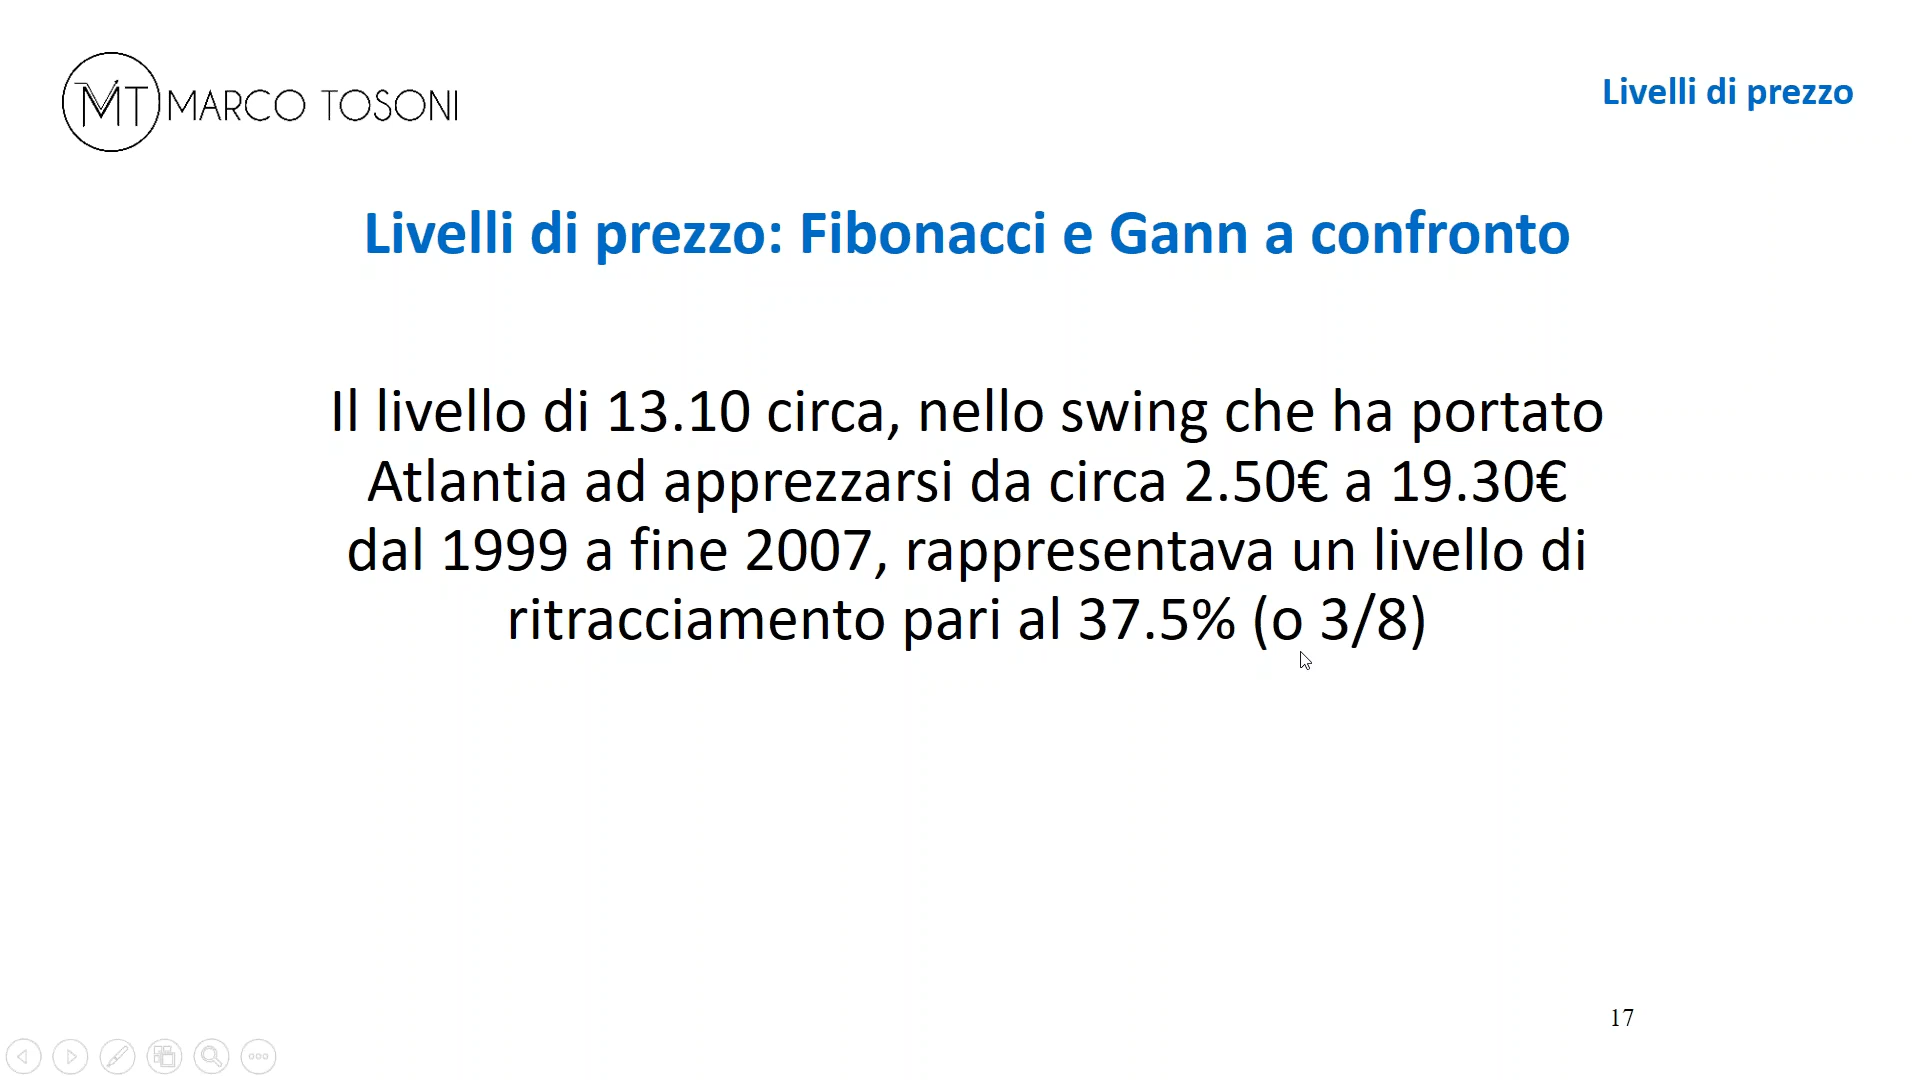 MT MARCO TOSONI
Livelli di prezzo
Livelli di prezzo: Fibonacci e Gann a confronto
Il livello di 13.10 circa, nello swing che ha portato
Atlantia ad apprezzarsi da circa 2.50€ a 19.30€
dal 1999 a fine 2007, rappresentava un livello di
ritracciamento pari al 37.5% (o 3/8)
17